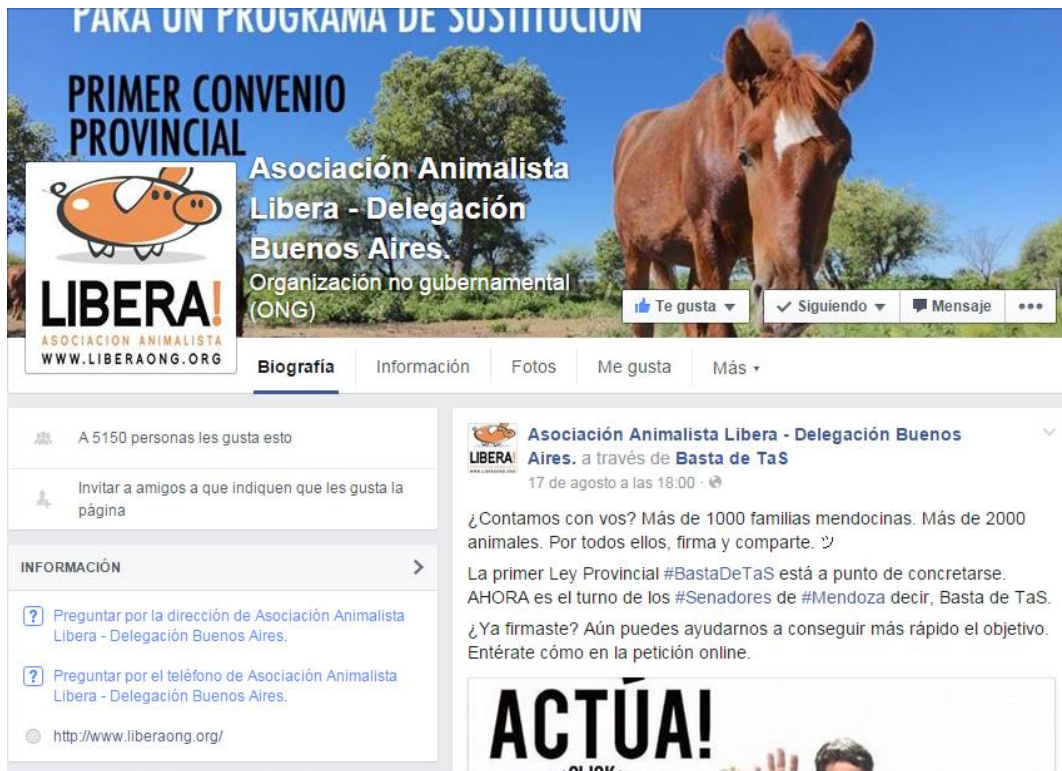 PARA UN PROGRAMA DE SUSTITUCIÓN
PRIMER CONVENIO
PROVINCIAL
Asociación Animalista
Libera - Delegación
Buenos Aires.
Organización no gubernamental
(ONG)
LIBERA!
ASOCIACION ANIMALISTA
WWW.LIBERAONG.ORG
Te gusta
Siguiendo
Mensaje
Biografía
Información
Fotos
Me gusta
Más
A 5150 personas les gusta esto
Invitar a amigos a que indiquen que les gusta la
página
INFORMACIÓN
Preguntar por la dirección de Asociación Animalista
Libera - Delegación Buenos Aires.
Preguntar por el teléfono de Asociación Animalista
Libera - Delegación Buenos Aires.
http://www.liberaong.org/
LIBERA!
Asociación Animalista Libera - Delegación Buenos
Aires. a través de Basta de TaS
17 de agosto a las 18:00 ·
¿Contamos con vos? Más de 1000 familias mendocinas. Más de 2000
animales. Por todos ellos, firma y comparte. ツ
La primer Ley Provincial #BastaDeTaS está a punto de concretarse.
AHORA es el turno de los #Senadores de #Mendoza decir, Basta de TaS.
¿Ya firmaste? Aún puedes ayudarnos a conseguir más rápido el objetivo.
Entérate cómo en la petición online.
ACTÚA!
CLICK